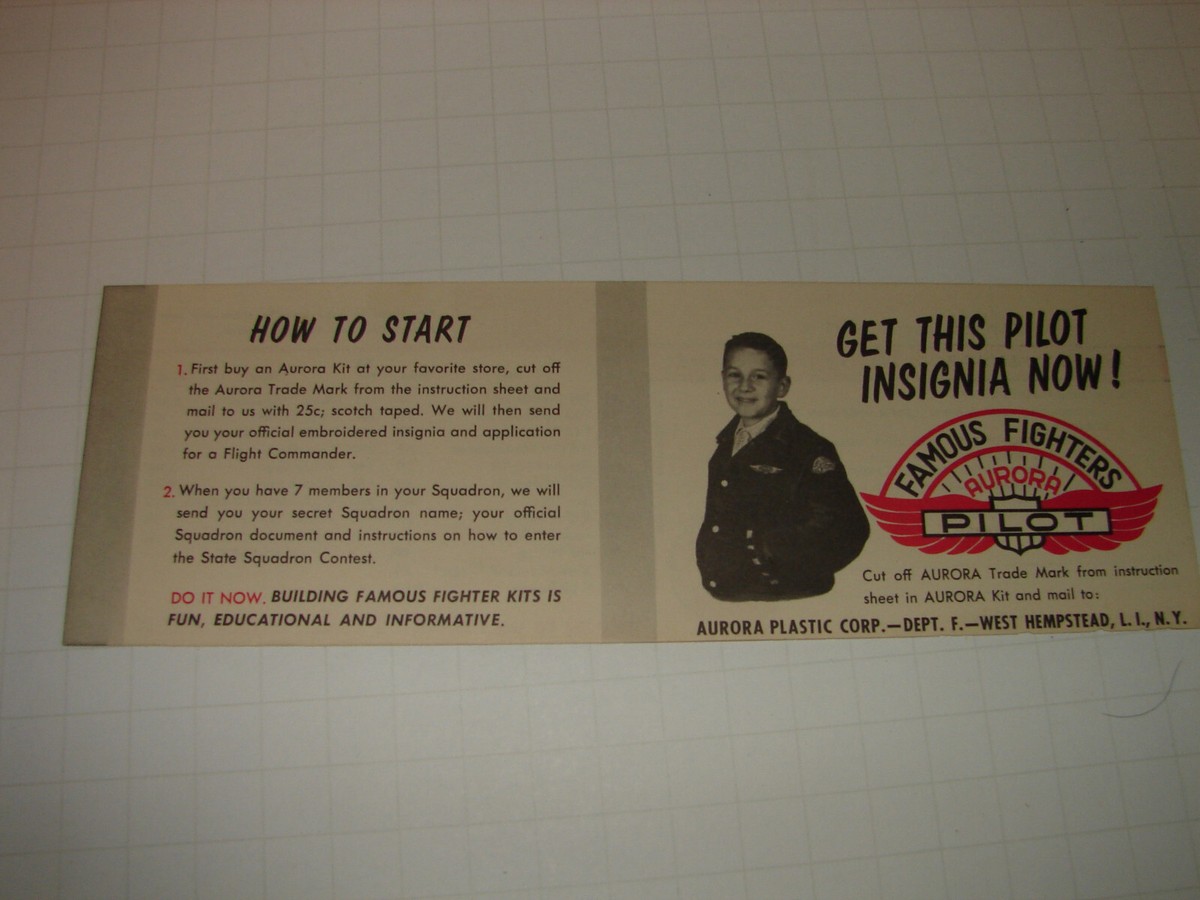 HOW TO START
1. First buy an Aurora Kit at your favorite store, cut off
the Aurora Trade Mark from the instruction sheet and
mail to us with 25c; scotch taped. We will then send
you your official embroidered insignia and application
for a Flight Commander.
2. When you have 7 members in your Squadron, we will
send you your secret Squadron name; your official
Squadron document and instructions on how to enter
the State Squadron Contest.
DO IT NOW. BUILDING FAMOUS FIGHTER KITS IS
FUN, EDUCATIONAL AND INFORMATIVE.
GET THIS PILOT
INSIGNIA NOW!
FAMOUS FIGHTERS
AURORA
PILOT
Cut off AURORA Trade Mark from instruction
sheet in AURORA Kit and mail to:
AURORA PLASTIC CORP.—DEPT. F.—WEST HEMPSTEAD, L. I., N. Y.